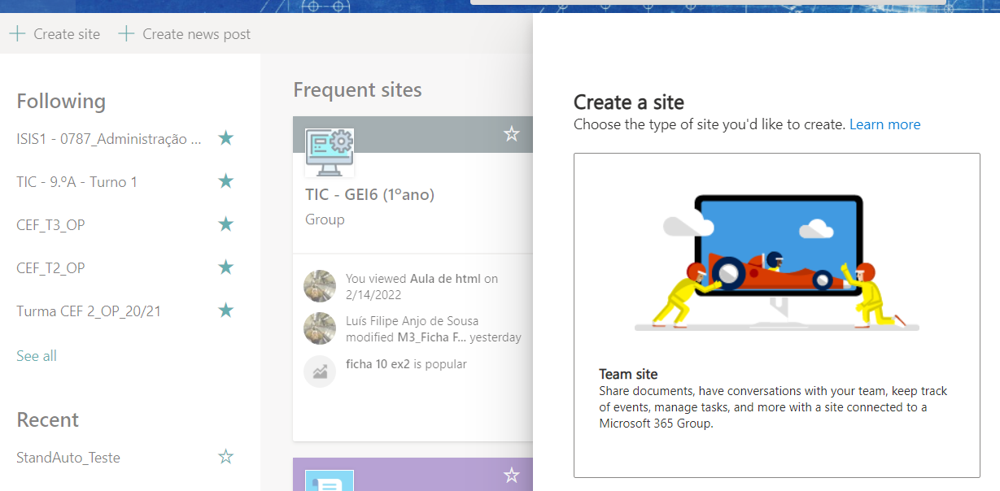 Create site
Create news post
Following
ISIS1 - 0787_Administração ...
TIC - 9.ºA - Turno 1
CEF_T3_OP
CEF_T2_OP
Turma CEF 2_OP_20/21
See all
Recent
StandAuto_Teste
Frequent sites
TIC - GEI6 (1ºano)
Group
You viewed Aula de html on
2/14/2022
Luís Filipe Anjo de Sousa
modified M3_Ficha F... yesterday
ficha 10 ex2 is popular
Create a site
Choose the type of site you'd like to create. Learn more
Team site
Share documents, have conversations with your team, keep track
of events, manage tasks, and more with a site connected to a
Microsoft 365 Group.